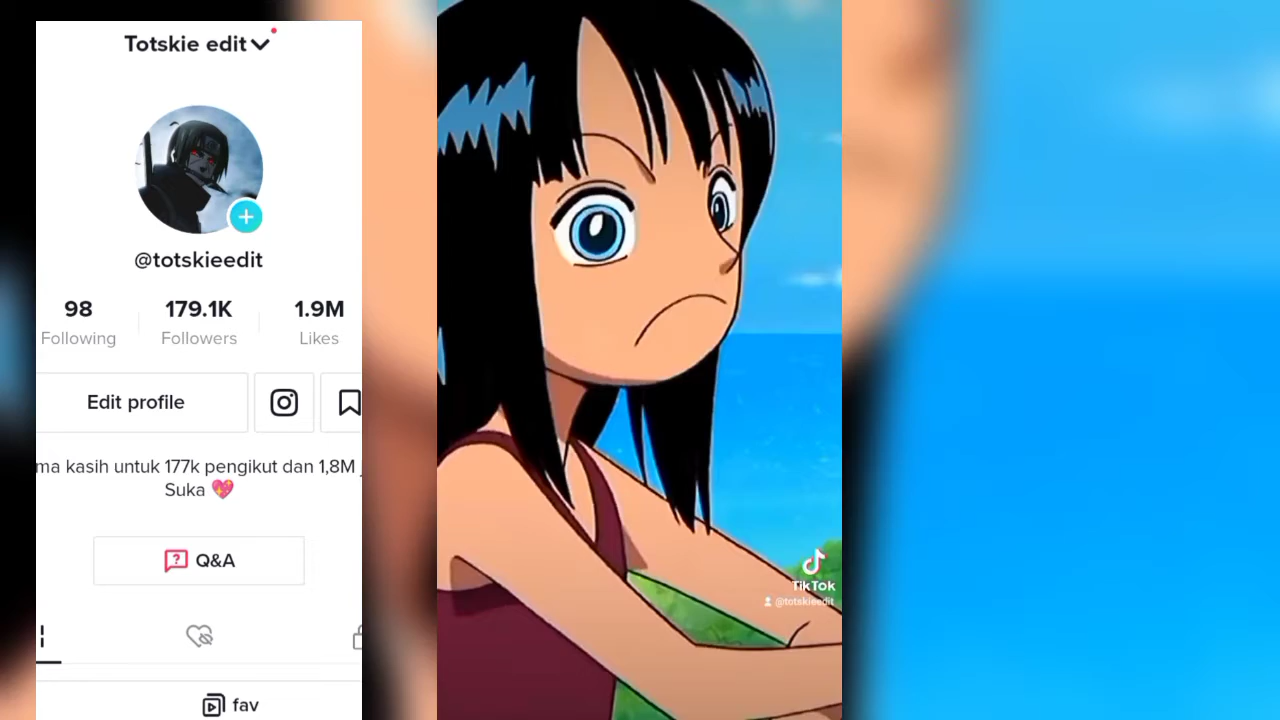 Totskie edit
@totskieedit
98 179.1K 1.9M
Following Followers Likes
Edit profile
ma kasih untuk 177k pengikut dan 1,8M
Suka
Q&A
fav
TikTok
@totskieedit